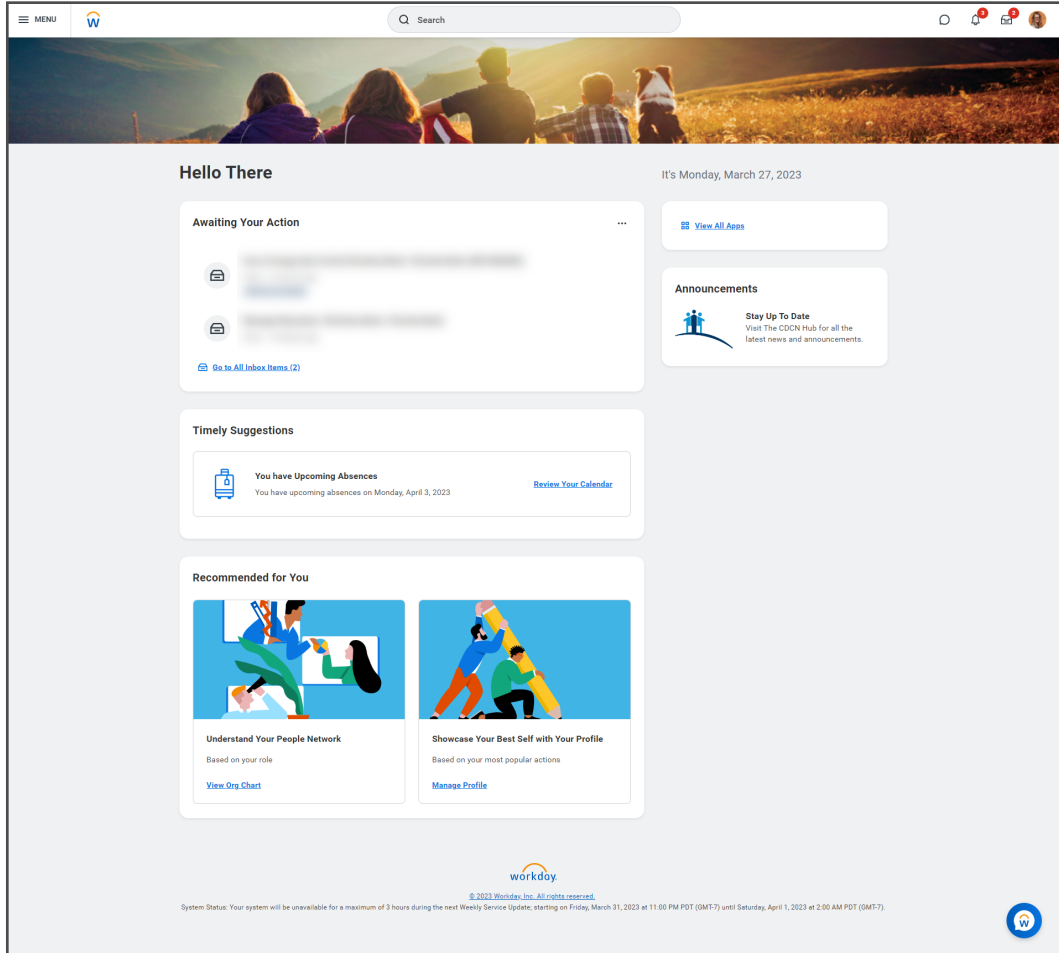 MENU
Search
3
2
Hello There
It's Monday, March 27, 2023
Awaiting Your Action
Go to All Inbox Items (2)
View All Apps
Announcements
Stay Up To Date
Visit The CDCN Hub for all the
latest news and announcements.
Timely Suggestions
You have Upcoming Absences
You have upcoming absences on Monday, April 3, 2023
Review Your Calendar
Recommended for You
Understand Your People Network
Based on your role
View Org Chart
Showcase Your Best Self with Your Profile
Based on your most popular actions
Manage Profile
workday.
© 2023 Workday, Inc. All rights reserved.
System Status: Your system will be unavailable for a maximum of 3 hours during the next Weekly Service Update; starting on Friday, March 31, 2023 at 11:00 PM PDT (GMT-7) until Saturday, April 1, 2023 at 2:00 AM PDT (GMT-7).